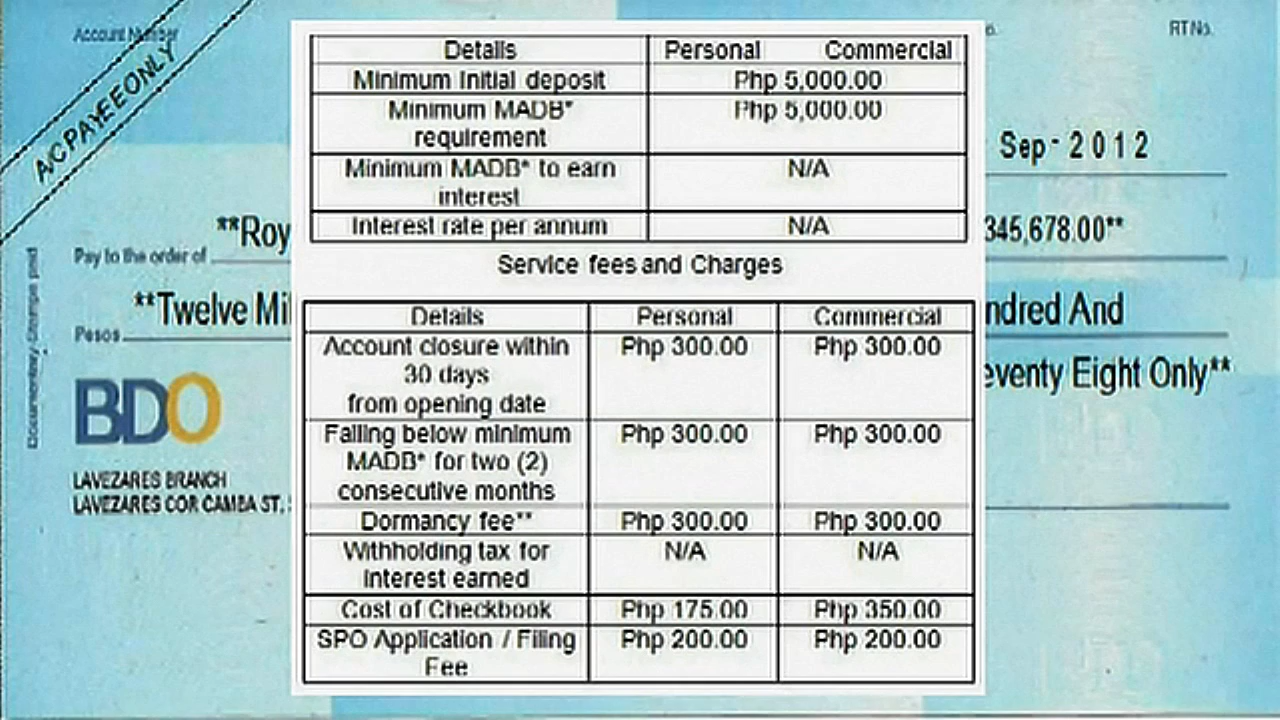 Account Number
RT No.
A/C PAYEE ONLY
Sep - 2 0 1 2
**Roy
345,678.00**
Pay to the order of
**Twelve Mil
ndred And
Pesos
eventy Eight Only**
Documentary Stamps paid
BDO
LAVEZARES BRANCH
LAVEZARES COR CAMBA ST.
Details Personal Commercial
Minimum Initial deposit Php 5,000.00
Minimum MADB* Php 5,000.00
requirement
Minimum MADB* to earn N/A
interest
Interest rate per annum N/A
Service fees and Charges
Details Personal Commercial
Account closure within Php 300.00 Php 300.00
30 days
from opening date
Falling below minimum Php 300.00 Php 300.00
MADB* for two (2)
consecutive months
Dormancy fee** Php 300.00 Php 300.00
Withholding tax for N/A N/A
Interest earned
Cost of Checkbook Php 175.00 Php 350.00
SPO Application / Filing Php 200.00 Php 200.00
Fee